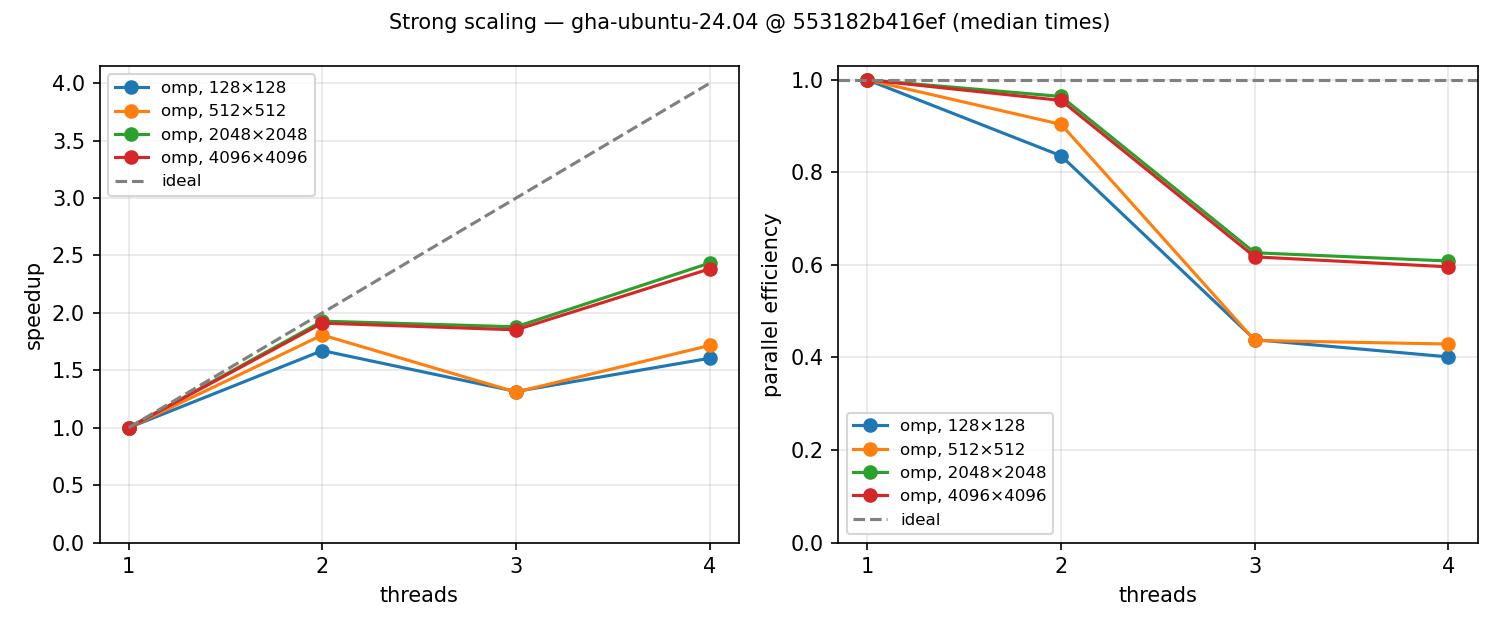 Strong scaling — gha-ubuntu-24.04 @ 553182b416ef (median times)
speedup
4.0
3.5
3.0
2.5
2.0
1.5
1.0
0.5
0.0
omp, 128×128
omp, 512×512
omp, 2048×2048
omp, 4096×4096
ideal
1 2 3 4
threads
parallel efficiency
1.0
0.8
0.6
0.4
0.2
0.0
omp, 128×128
omp, 512×512
omp, 2048×2048
omp, 4096×4096
ideal
1 2 3 4
threads